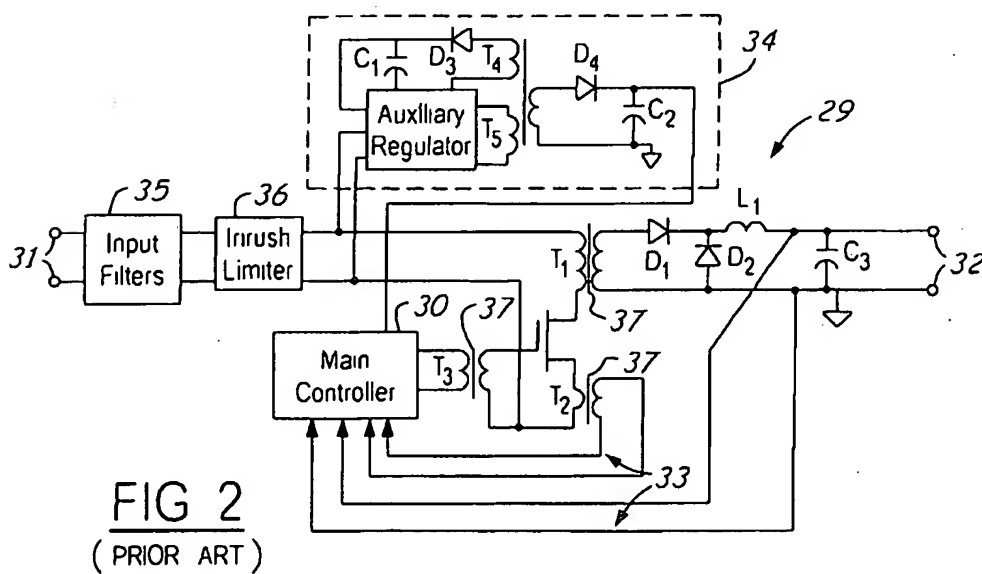 C1
D3
T4
D4
34
Auxiliary
Regulator
T5
C2
29
35
36
31
Input
Filters
Inrush
Limiter
T1
D1
D2
L1
C3
32
30
37
37
Main
Controller
T3
T2
37
33
33
FIG 2
(PRIOR ART)